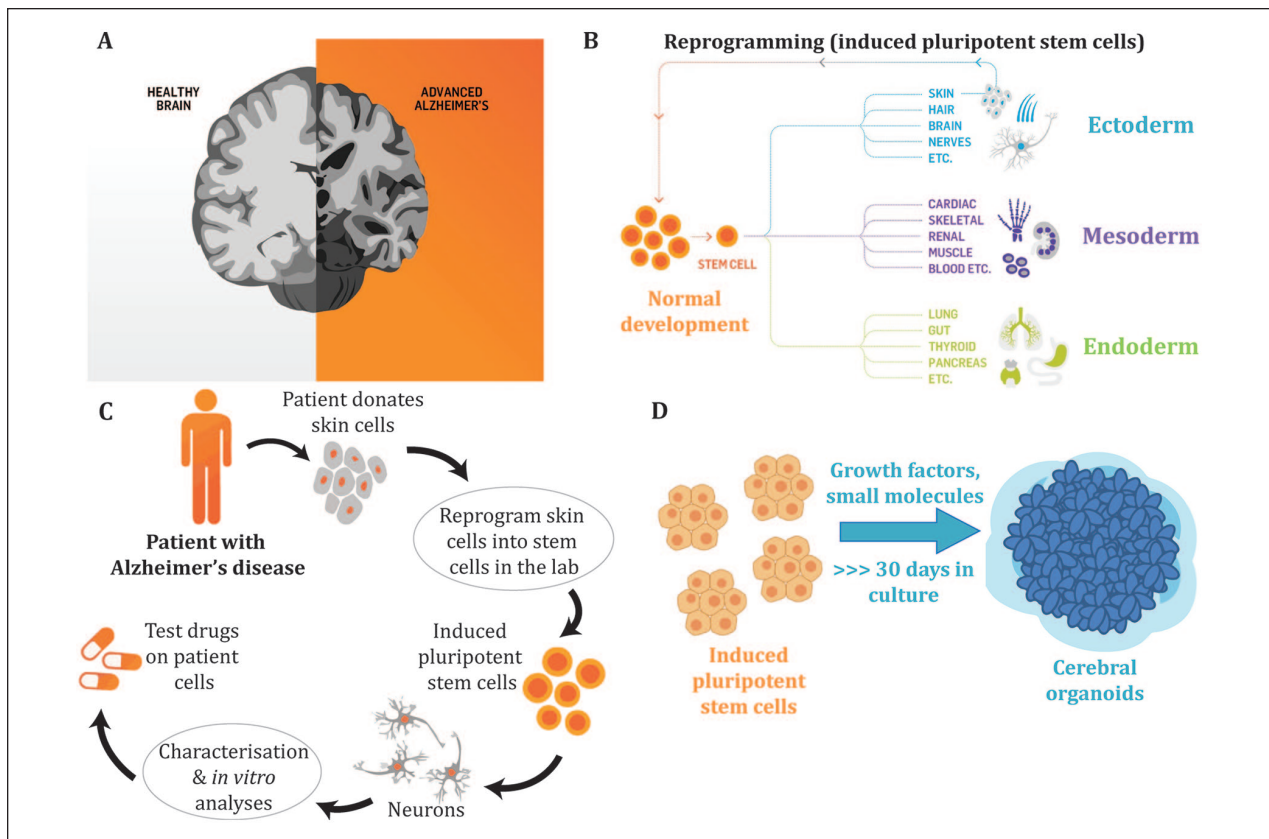 A
HEALTHY
BRAIN
ADVANCED
ALZHEIMER'S
B
Reprogramming (induced pluripotent stem cells)
SKIN
HAIR
BRAIN
NERVES
ETC.
Ectoderm
CARDIAC
SKELETAL
RENAL
MUSCLE
BLOOD ETC.
Mesoderm
STEM CELL
Normal
development
LUNG
GUT
THYROID
PANCREAS
ETC.
Endoderm
C
Patient donates
skin cells
Patient with
Alzheimer's disease
Reprogram skin
cells into stem
cells in the lab
Induced
pluripotent
stem cells
Neurons
Characterisation
& in vitro
analyses
Test drugs
on patient
cells
D
Induced
pluripotent
stem cells
Growth factors,
small molecules
>>> 30 days in
culture
Cerebral
organoids